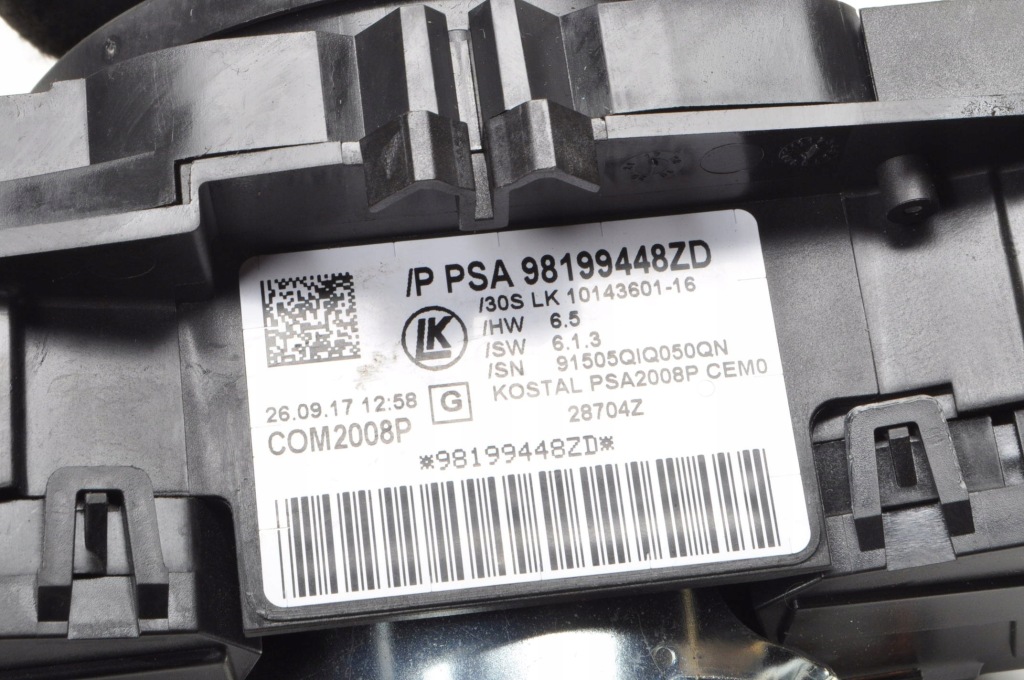 /P PSA 98199448ZD
/30S LK 10143601-16
LK
/HW 6.5
/SW 6.1.3
/SN 91505QIQ050QN
KOSTAL PSA2008P CEM0
26.09.17 12:58
G
28704Z
COM2008P
*98199448ZD*